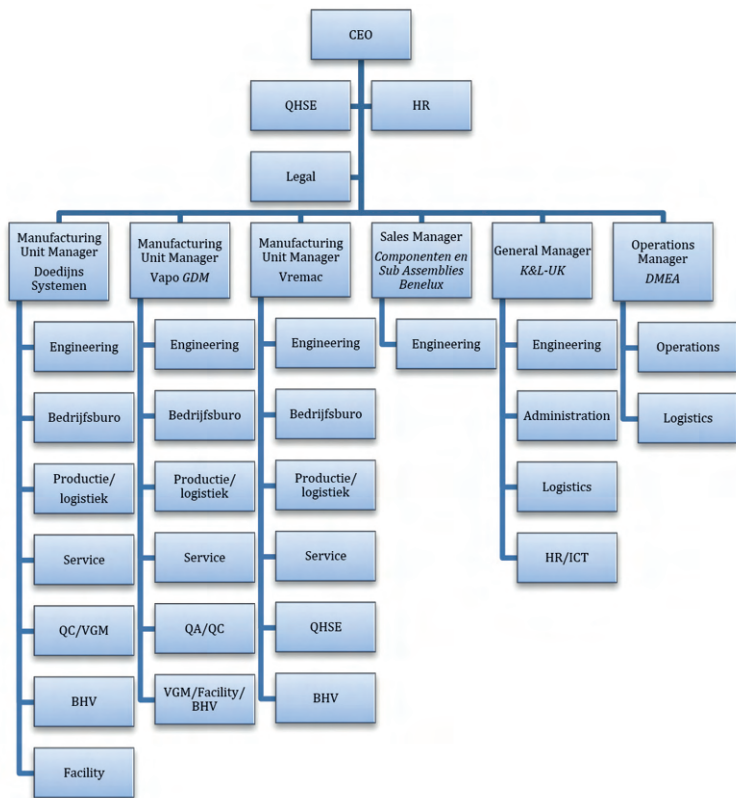 CEO
QHSE
HR
Legal
Manufacturing
Unit Manager
Doedijns
Systemen
Engineering
Bedrijfsburo
Productie/
logistiek
Service
QC/VGM
BHV
Facility
Manufacturing
Unit Manager
Vapo GDM
Engineering
Bedrijfsburo
Productie/
logistiek
Service
QA/QC
VGM/Facility/
BHV
Manufacturing
Unit Manager
Vremac
Engineering
Bedrijfsburo
Productie/
logistiek
Service
QHSE
BHV
Sales Manager
Componenten en
Sub Assemblies
Benelux
Engineering
General Manager
K&L-UK
Engineering
Administration
Logistics
HR/ICT
Operations
Manager
DMEA
Operations
Logistics